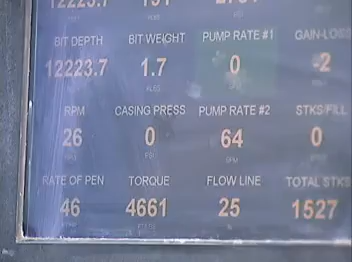 BIT DEPTH BIT WEIGHT PUMP RATE #1 GAIN-LOSS
12223.7 1.7 0 -2
RPM CASING PRESS PUMP RATE #2 STKS/FILL
26 0 64 0
RATE OF PEN TORQUE FLOW LINE TOTAL STKS
46 4661 25 1527